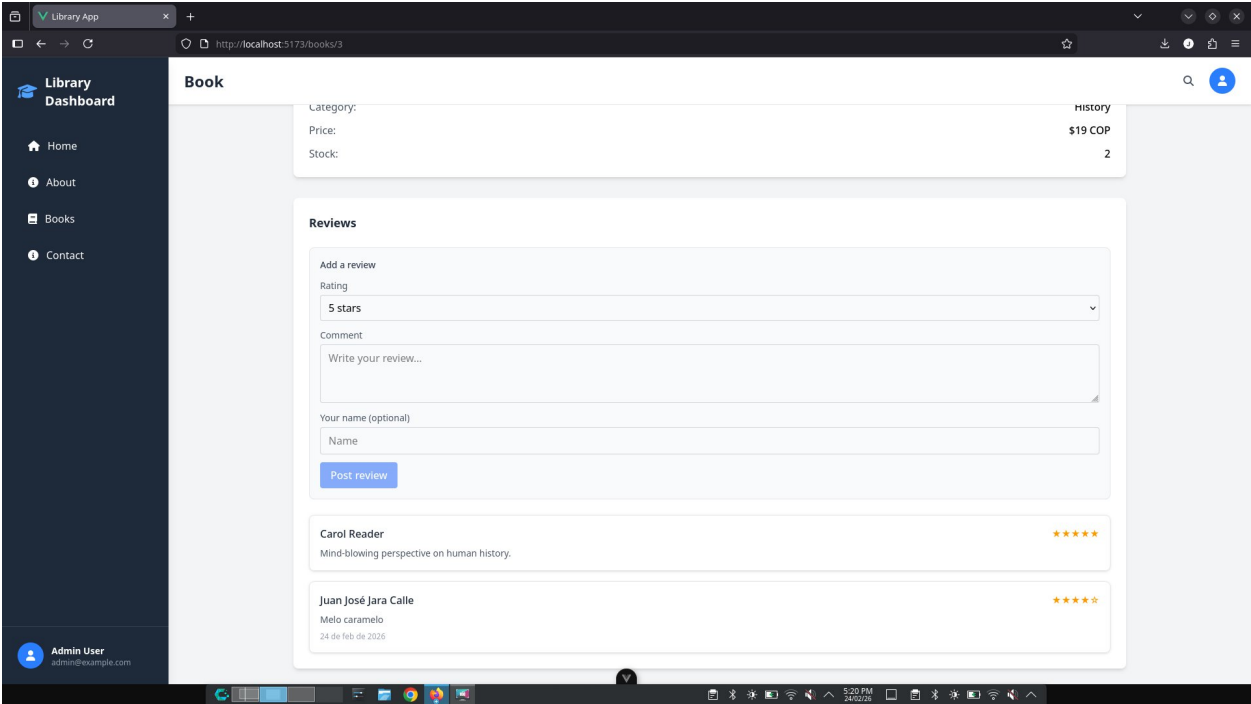 Library App
http://localhost:5173/books/3
Library
Dashboard
Home
About
Books
Contact
Admin User
admin@example.com
Book
Category:
History
Price:
$19 COP
Stock:
2
Reviews
Add a review
Rating
5 stars
Comment
Write your review...
Your name (optional)
Name
Post review
Carol Reader
★★★★★
Mind-blowing perspective on human history.
Juan José Jara Calle
★★★★☆
Melo caramelo
24 de feb de 2026
5:20 PM
24/02/26